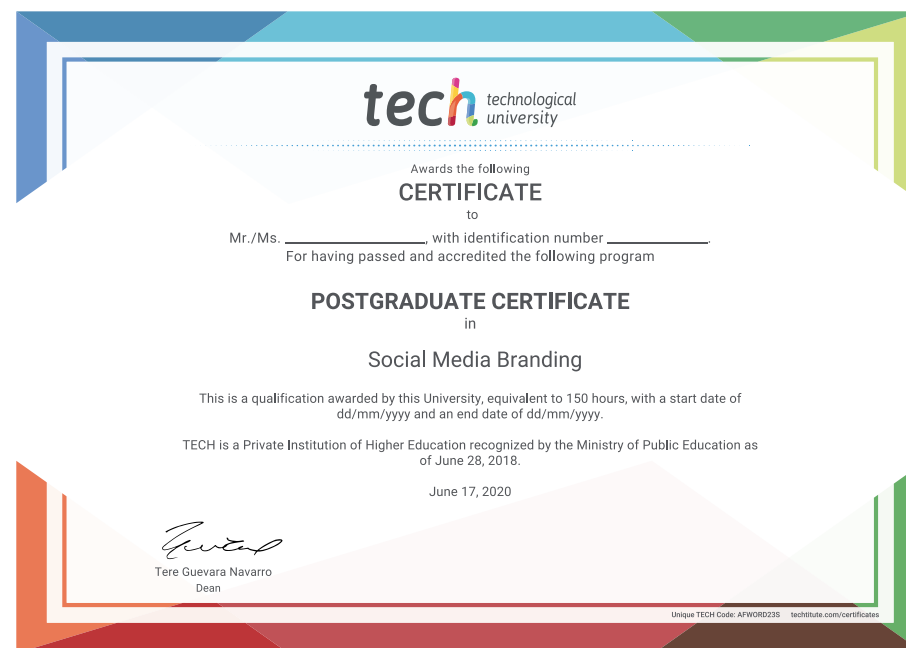 tech technological
university
Awards the following
CERTIFICATE
to
Mr./Ms. ____________________, with identification number ______________.
For having passed and accredited the following program
POSTGRADUATE CERTIFICATE
in
Social Media Branding
This is a qualification awarded by this University, equivalent to 150 hours, with a start date of
dd/mm/yyyy and an end date of dd/mm/yyyy.
TECH is a Private Institution of Higher Education recognized by the Ministry of Public Education as
of June 28, 2018.
June 17, 2020
Tere Guevara Navarro
Dean
Unique TECH Code: AFWORD23S techtitute.com/certificates